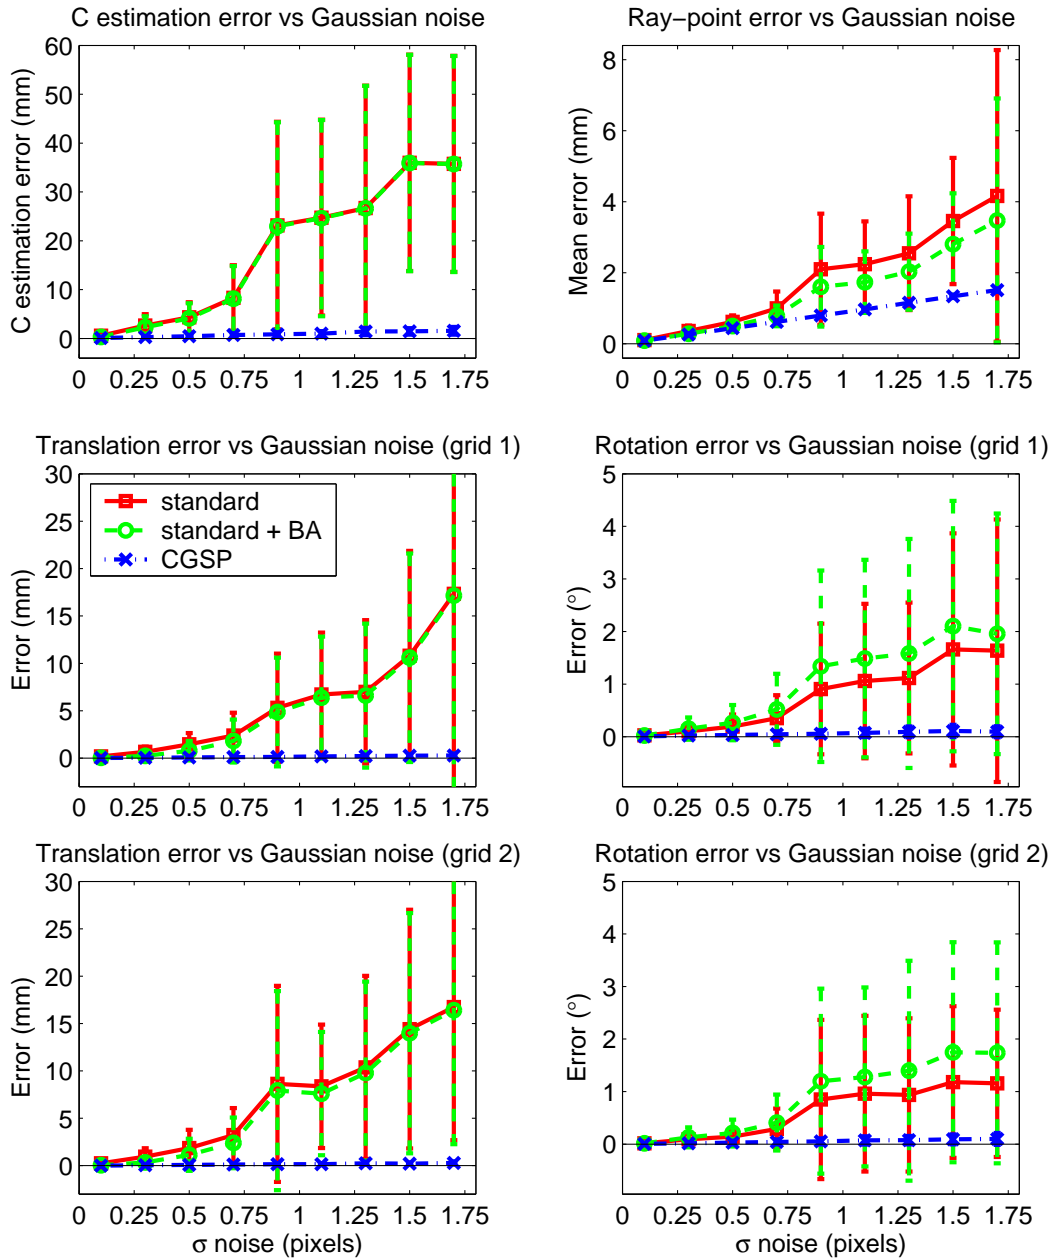 C estimation error vs Gaussian noise
60
50
40
30
20
10
0
C estimation error (mm)
0 0.25 0.5 0.75 1 1.25 1.5 1.75
Ray−point error vs Gaussian noise
8
6
4
2
0
Mean error (mm)
0 0.25 0.5 0.75 1 1.25 1.5 1.75
Translation error vs Gaussian noise (grid 1)
30
25
20
15
10
5
0
Error (mm)
standard
standard + BA
CGSP
0 0.25 0.5 0.75 1 1.25 1.5 1.75
Rotation error vs Gaussian noise (grid 1)
5
4
3
2
1
0
Error (°)
0 0.25 0.5 0.75 1 1.25 1.5 1.75
Translation error vs Gaussian noise (grid 2)
30
25
20
15
10
5
0
Error (mm)
0 0.25 0.5 0.75 1 1.25 1.5 1.75
σ noise (pixels)
Rotation error vs Gaussian noise (grid 2)
5
4
3
2
1
0
Error (°)
0 0.25 0.5 0.75 1 1.25 1.5 1.75
σ noise (pixels)